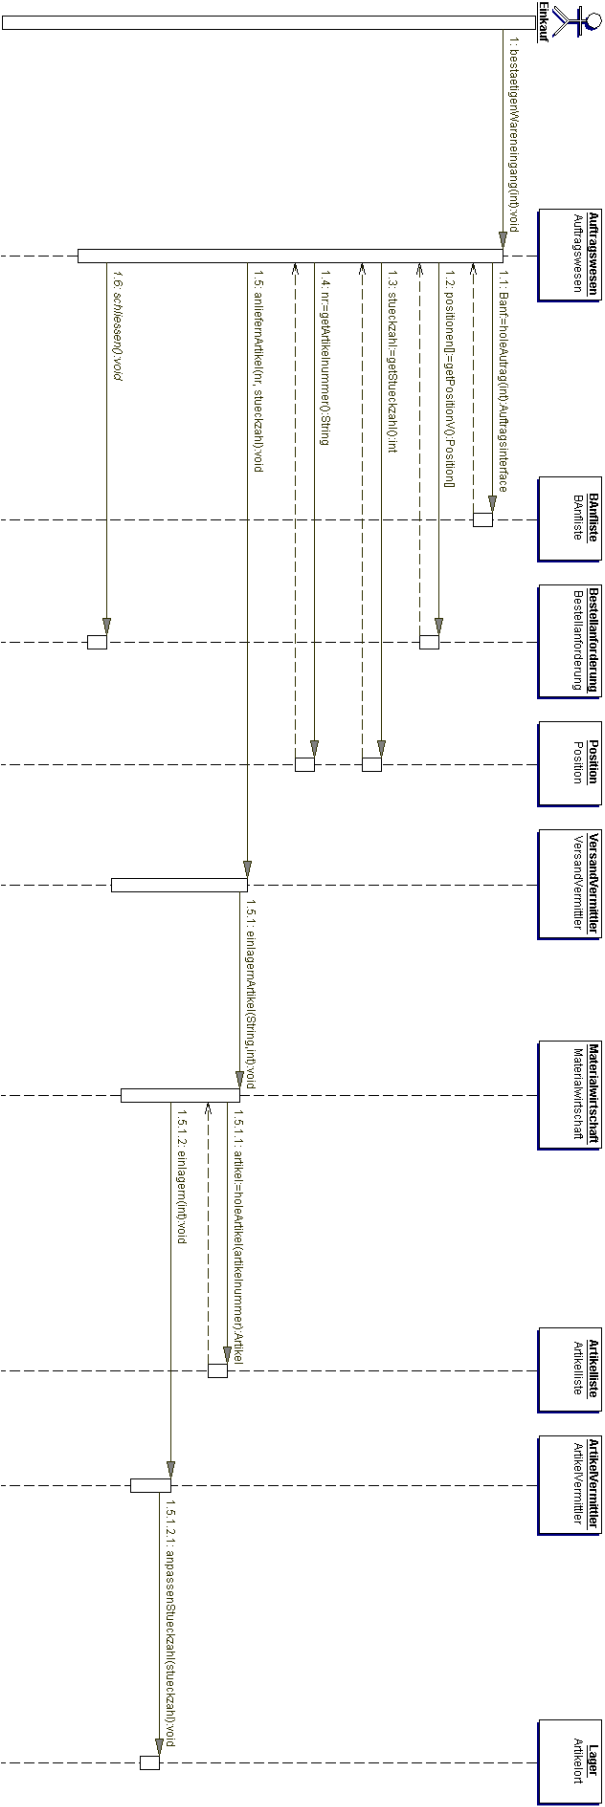 Einkauf
Auftragswesen
Auftragswesen
BAnfliste
BAnfliste
Bestellanforderung
Bestellanforderung
Position
Position
VersandVermittler
VersandVermittler
Materialwirtschaft
Materialwirtschaft
Artikelliste
Artikelliste
ArtikelVermittler
ArtikelVermittler
Lager
Artikelort
1: bestaetigenWareneingang(int):void
1.1: Banf:=holeAutrag(int):Auftragsinterface
1.2: positionen[]:=getPositionV():Position[]
1.3: stueckzahl:=getStueckzahl():int
1.4: nr:=getArtikelnummer():String
1.5: anliefernArtikel(nr, stueckzahl):void
1.5.1: einlagernArtikel(String,int):void
1.5.1.1: artikel:=holeArtikel(artikelnummer):Artikel
1.5.1.2: einlagern(int):void
1.5.1.2.1: anpassenStueckzahl(stueckzahl):void
1.6: schliessen():void